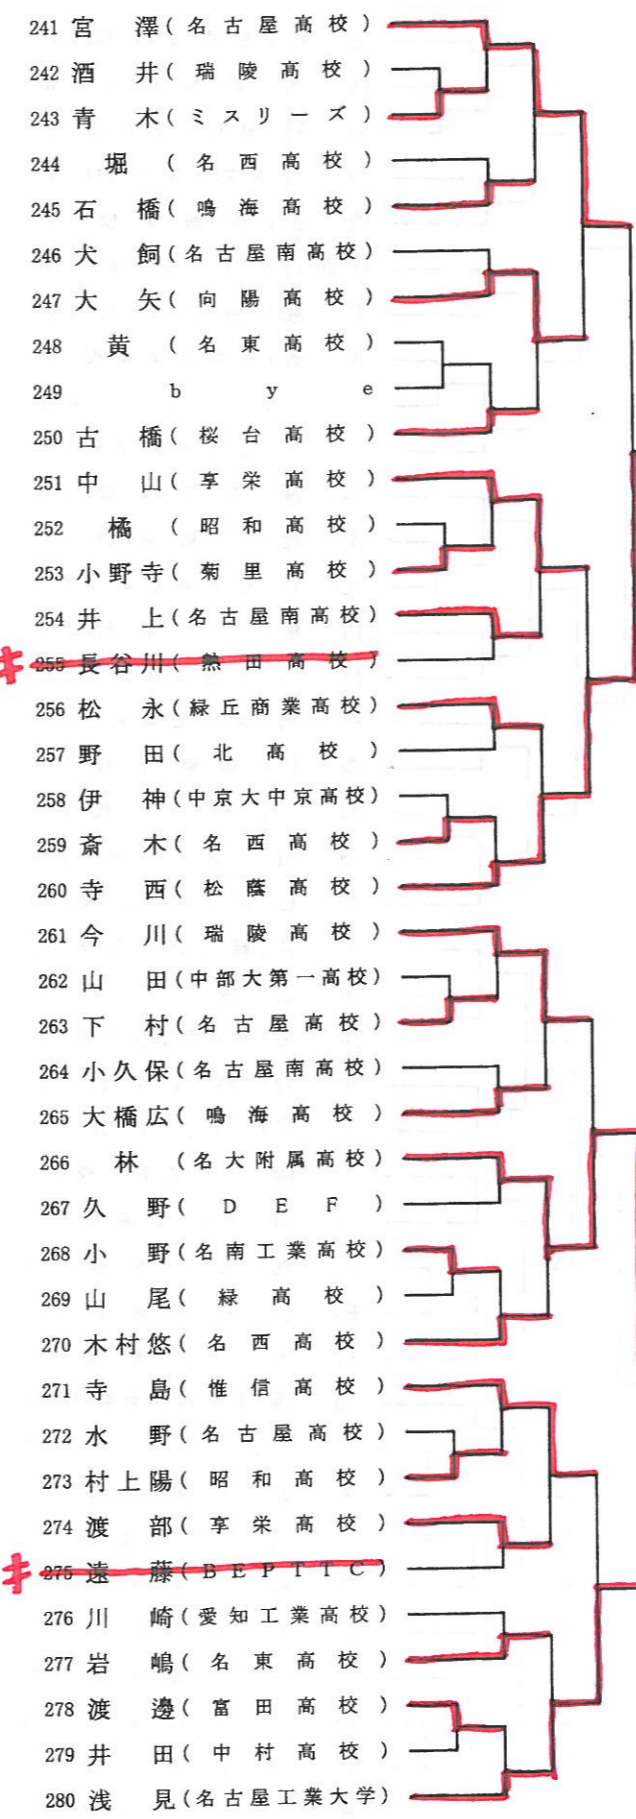 241 宮 澤 ( 名 古 屋 高 校 )
242 酒 井 ( 瑞 陵 高 校 )
243 青 木 ( ミ ス リ ー ズ )
244 堀 ( 名 西 高 校 )
245 石 橋 ( 鳴 海 高 校 )
246 犬 飼 ( 名 古 屋 南 高 校 )
247 大 矢 ( 向 陽 高 校 )
248 黄 ( 名 東 高 校 )
249 b y e
250 古 橋 ( 桜 台 高 校 )
251 中 山 ( 享 栄 高 校 )
252 橘 ( 昭 和 高 校 )
253 小 野 寺 ( 菊 里 高 校 )
254 井 上 ( 名 古 屋 南 高 校 )
キ 255 長 谷 川 ( 熱 田 高 校 )
256 松 永 ( 緑 丘 商 業 高 校 )
257 野 田 ( 北 高 校 )
258 伊 神 ( 中 京 大 中 京 高 校 )
259 斎 木 ( 名 西 高 校 )
260 寺 西 ( 松 蔭 高 校 )
261 今 川 ( 瑞 陵 高 校 )
262 山 田 ( 中 部 大 第 一 高 校 )
263 下 村 ( 名 古 屋 高 校 )
264 小 久 保 ( 名 古 屋 南 高 校 )
265 大 橋 広 ( 鳴 海 高 校 )
266 林 ( 名 大 附 属 高 校 )
267 久 野 ( D E F )
268 小 野 ( 名 南 工 業 高 校 )
269 山 尾 ( 緑 高 校 )
270 木 村 悠 ( 名 西 高 校 )
271 寺 島 ( 惟 信 高 校 )
272 水 野 ( 名 古 屋 高 校 )
273 村 上 陽 ( 昭 和 高 校 )
274 渡 部 ( 享 栄 高 校 )
キ 275 遠 藤 ( B E P T T C )
276 川 崎 ( 愛 知 工 業 高 校 )
277 岩 嶋 ( 名 東 高 校 )
278 渡 邊 ( 富 田 高 校 )
279 井 田 ( 中 村 高 校 )
280 浅 見 ( 名 古 屋 工 業 大 学 )